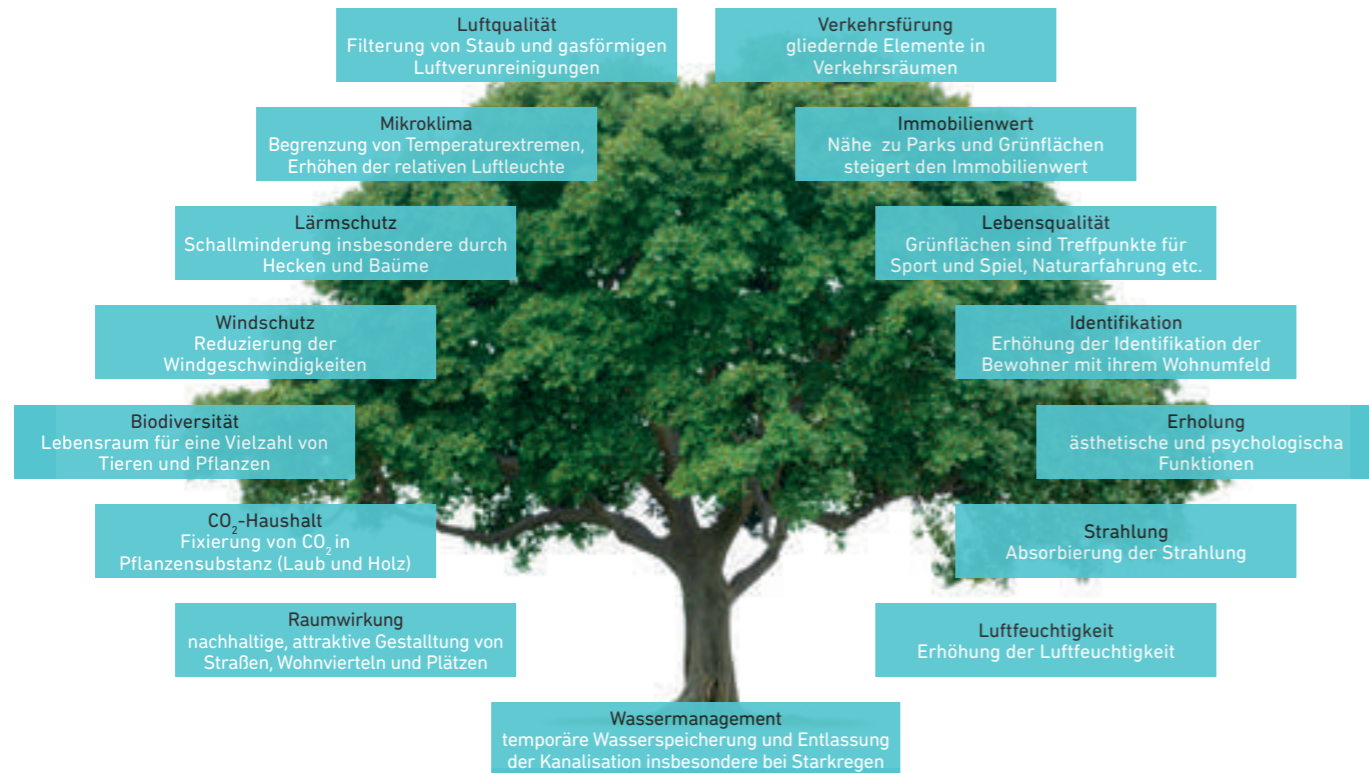 Luftqualität
Filterung von Staub und gasförmigen
Luftverunreinigungen
Verkehrsfürung
gliedernde Elemente in
Verkehrsräumen
Mikroklima
Begrenzung von Temperaturextremen,
Erhöhen der relativen Luftleuchte
Immobilienwert
Nähe zu Parks und Grünflächen
steigert den Immobilienwert
Lärmschutz
Schallminderung insbesondere durch
Hecken und Baüme
Lebensqualität
Grünflächen sind Treffpunkte für
Sport und Spiel, Naturarfahrung etc.
Windschutz
Reduzierung der
Windgeschwindigkeiten
Identifikation
Erhöhung der Identifikation der
Bewohner mit ihrem Wohnumfeld
Biodiversität
Lebensraum für eine Vielzahl von
Tieren und Pflanzen
Erholung
ästhetische und psychologischa
Funktionen
CO₂-Haushalt
Fixierung von CO₂ in
Pflanzensubstanz (Laub und Holz)
Strahlung
Absorbierung der Strahlung
Raumwirkung
nachhaltige, attraktive Gestalltung von
Straßen, Wohnvierteln und Plätzen
Luftfeuchtigkeit
Erhöhung der Luftfeuchtigkeit
Wassermanagement
temporäre Wasserspeicherung und Entlassung
der Kanalisation insbesondere bei Starkregen